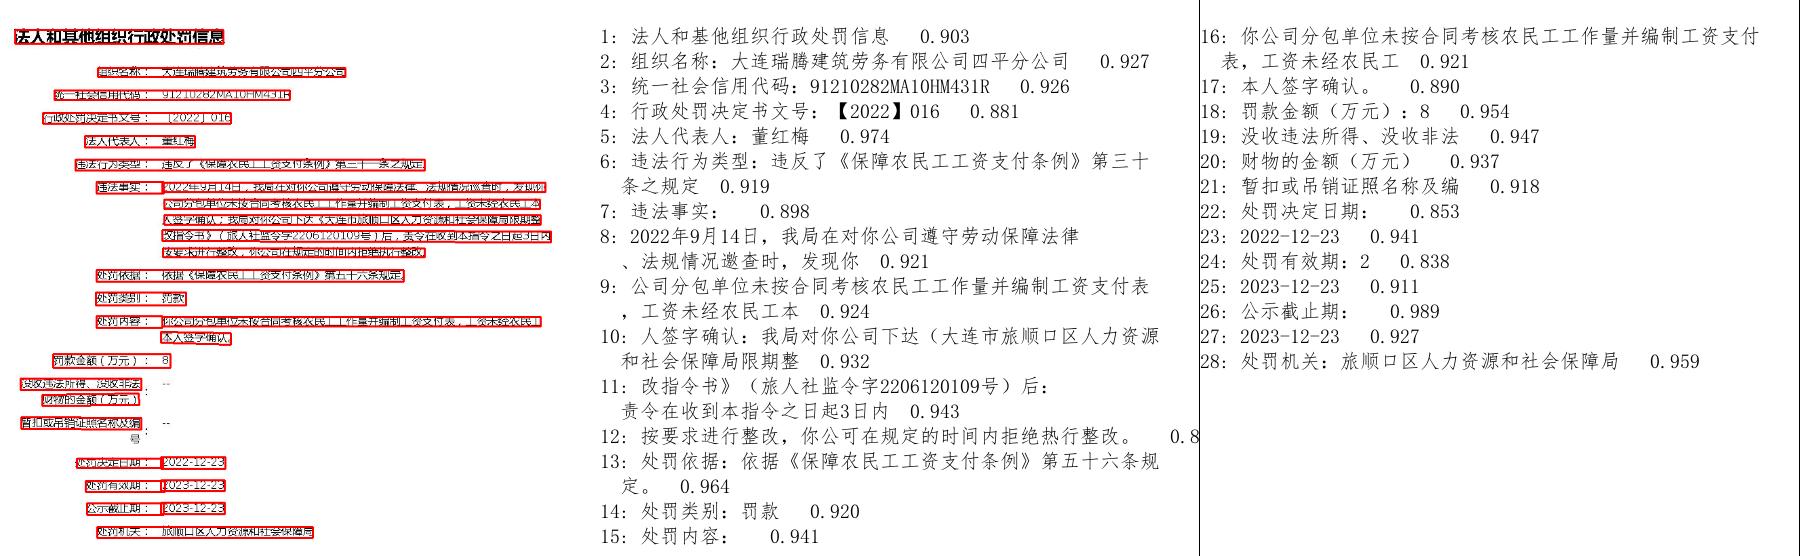 法人和其他组织行政处罚信息
组织名称： 大连瑞腾建筑劳务有限公司四平分公司
统一社会信用代码： 91210282MA10HM431R
行政处罚决定书文号： 〔2022〕016
法人代表人： 董红梅
违法行为类型： 违反了《保障农民工工资支付条例》第三十一条之规定
违法事实： 2022年9月14日，我局在对你公司遵守劳动保障法律、法规情况巡查时，发现你
公司分包单位未按合同考核农民工工作量并编制工资支付表，工资未经农民工本
人签字确认；我局对你公司下达《大连市旅顺口区人力资源和社会保障局限期整
改指令书》（旅人社监令字2206120109号）后，责令在收到本指令之日起3日内
按要求进行整改，你公司在规定的时间内拒绝执行整改。
处罚依据： 依据《保障农民工工资支付条例》第五十六条规定。
处罚类别： 罚款
处罚内容： 你公司分包单位未按合同考核农民工工作量并编制工资支付表，工资未经农民工
本人签字确认。
罚款金额（万元）： 8
没收违法所得、没收非法 --
财物的金额（万元）：
暂扣或吊销证照名称及编 --
号：
处罚决定日期： 2022-12-23
处罚有效期： 2023-12-23
公示截止期： 2023-12-23
处罚机关： 旅顺口区人力资源和社会保障局
1: 法人和基他组织行政处罚信息 0.903
2: 组织名称：大连瑞腾建筑劳务有限公司四平分公司 0.927
3: 统一社会信用代码：91210282MA10HM431R 0.926
4: 行政处罚决定书文号：【2022】016 0.881
5: 法人代表人：董红梅 0.974
6: 违法行为类型：违反了《保障农民工工资支付条例》第三十
条之规定 0.919
7: 违法事实： 0.898
8: 2022年9月14日，我局在对你公司遵守劳动保障法律
、法规情况邀查时，发现你 0.921
9: 公司分包单位未按合同考核农民工工作量并编制工资支付表
，工资未经农民工本 0.924
10: 人签字确认：我局对你公司下达（大连市旅顺口区人力资源
和社会保障局限期整 0.932
11: 改指令书》（旅人社监令字2206120109号）后：
责令在收到本指令之日起3日内 0.943
12: 按要求进行整改，你公可在规定的时间内拒绝热行整改。 0.8
13: 处罚依据：依据《保障农民工工资支付条例》第五十六条规
定。 0.964
14: 处罚类别：罚款 0.920
15: 处罚内容： 0.941
16: 你公司分包单位未按合同考核农民工工作量并编制工资支付
表，工资未经农民工 0.921
17: 本人签字确认。 0.890
18: 罚款金额（万元）：8 0.954
19: 没收违法所得、没收非法 0.947
20: 财物的金额（万元） 0.937
21: 暂扣或吊销证照名称及编 0.918
22: 处罚决定日期： 0.853
23: 2022-12-23 0.941
24: 处罚有效期：2 0.838
25: 2023-12-23 0.911
26: 公示截止期： 0.989
27: 2023-12-23 0.927
28: 处罚机关：旅顺口区人力资源和社会保障局 0.959